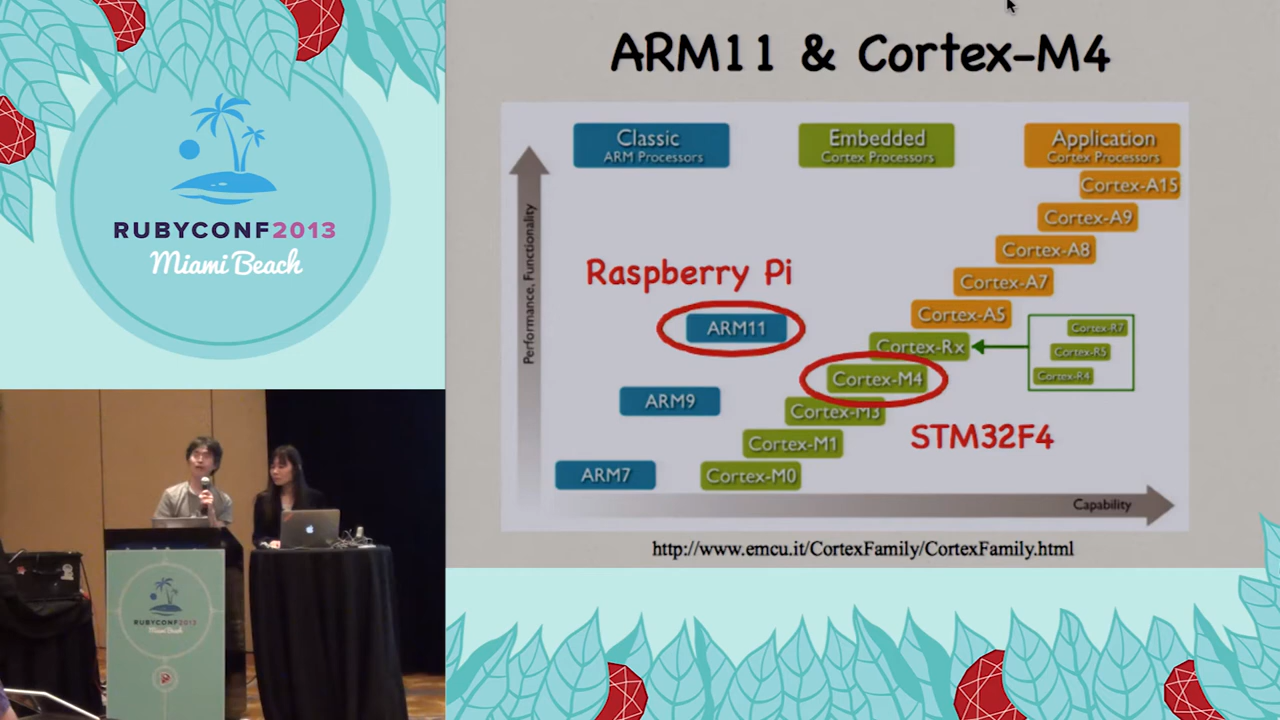 RUBYCONF2013
Miami Beach
RUBYCONF2013
Miami Beach
ARM11 & Cortex-M4
Classic
ARM Processors
Embedded
Cortex Processors
Application
Cortex Processors
Cortex-A15
Cortex-A9
Cortex-A8
Cortex-A7
Cortex-A5
Performance, Functionality
Raspberry Pi
ARM11
Cortex-Rx
Cortex-R7
Cortex-R5
Cortex-R4
Cortex-M4
ARM9
Cortex-M3
STM32F4
Cortex-M1
ARM7
Cortex-M0
Capability
http://www.emcu.it/CortexFamily/CortexFamily.html